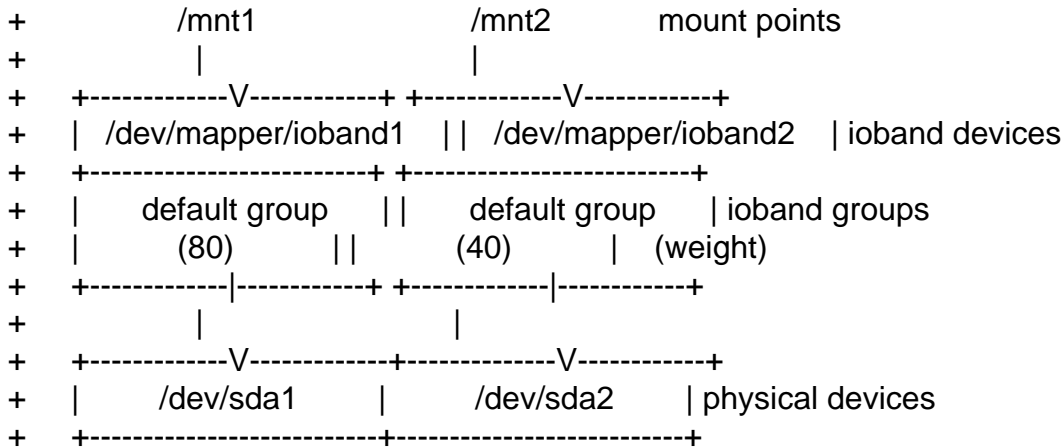 + /mnt1 /mnt2 mount points
+ | |
+ +-------------V------------+ +-------------V------------+
+ | /dev/mapper/ioband1 | | /dev/mapper/ioband2 | ioband devices
+ +--------------------------+ +--------------------------+
+ | default group | | default group | ioband groups
+ | (80) | | (40) | (weight)
+ +-------------|------------+ +-------------|------------+
+ | |
+ +-------------V-------------+--------------V------------+
+ | /dev/sda1 | /dev/sda2 | physical devices
+ +---------------------------+---------------------------+